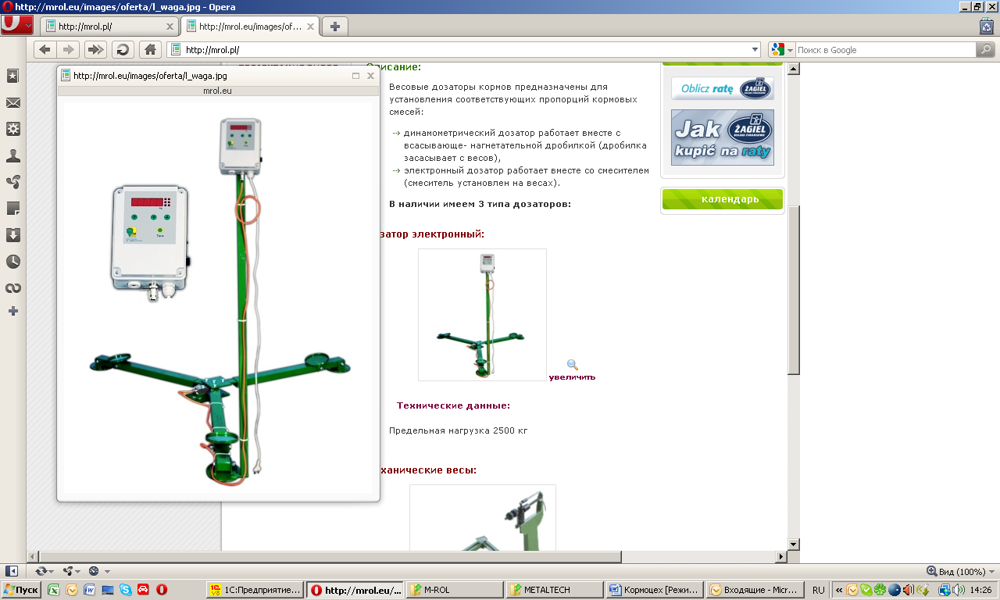 http://mrol.eu/images/oferta/l_waga.jpg - Opera
http://mrol.pl/
http://mrol.eu/images/of...
http://mrol.pl/
Поиск в Google
http://mrol.eu/images/oferta/l_waga.jpg
mrol.eu
Описание:
Весовые дозаторы кормов предназначены для
установления соответствующих пропорций кормовых
смесей:
динамометрический дозатор работает вместе с
всасывающе- нагнетательной дробилкой (дробилка
засасывает с весов),
электронный дозатор работает вместе со смесителем
(смеситель установлен на весах).
В наличии имеем 3 типа дозаторов:
затор электронный:
увеличить
Технические данные:
Предельная нагрузка 2500 кг
ханические весы:
Oblicz ratę ŻAGIEL
Jak ŻAGIEL
kupić na raty
календарь
Вид (100%)
Пуск
1С:Предприятие...
http://mrol.eu/...
M-ROL
METALTECH
Кормоцех [Режи...
Входящие - Micr...
RU
14:26